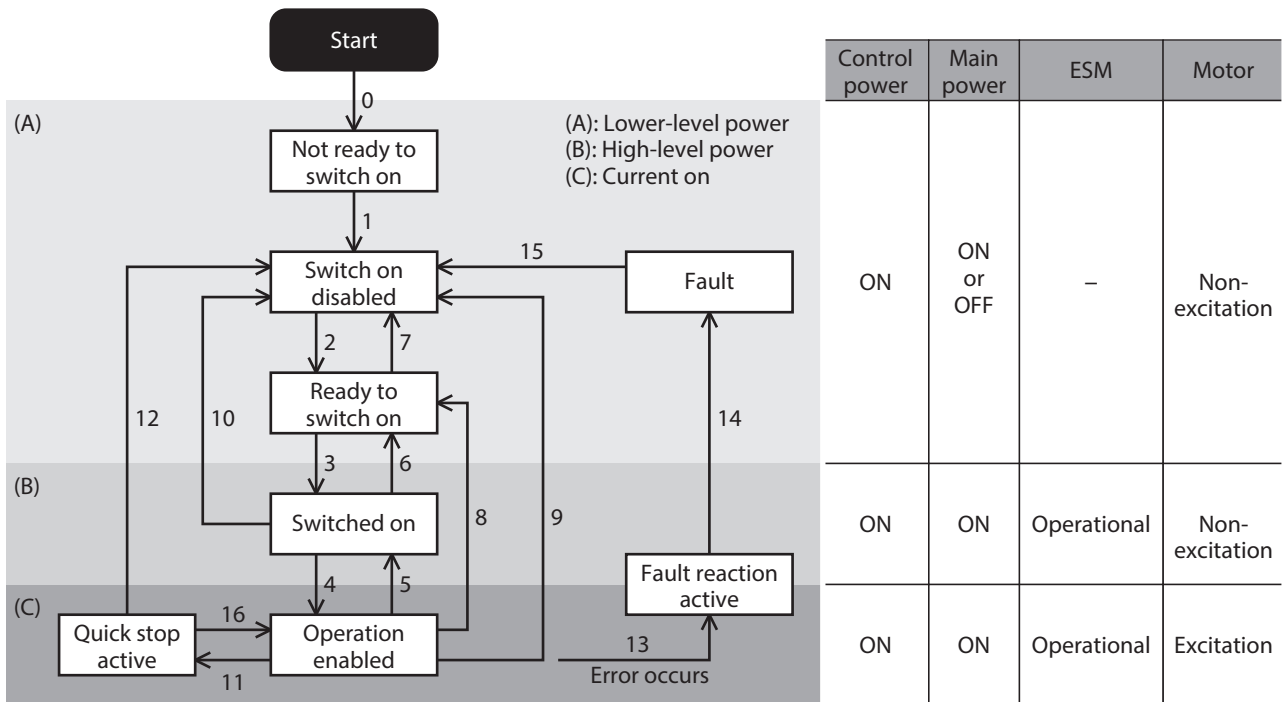 Start
0
(A)
(A): Lower-level power
(B): High-level power
(C): Current on
Not ready to
switch on
1
Switch on
disabled
15
Fault
2
7
Ready to
switch on
12
10
14
3
6
(B)
Switched on
8
9
4
5
Fault reaction
active
(C)
Quick stop
active
16
Operation
enabled
11
13
Error occurs
Control
power
Main
power
ESM
Motor
ON
ON
or
OFF
–
Non-
excitation
ON
ON
Operational
Non-
excitation
ON
ON
Operational
Excitation